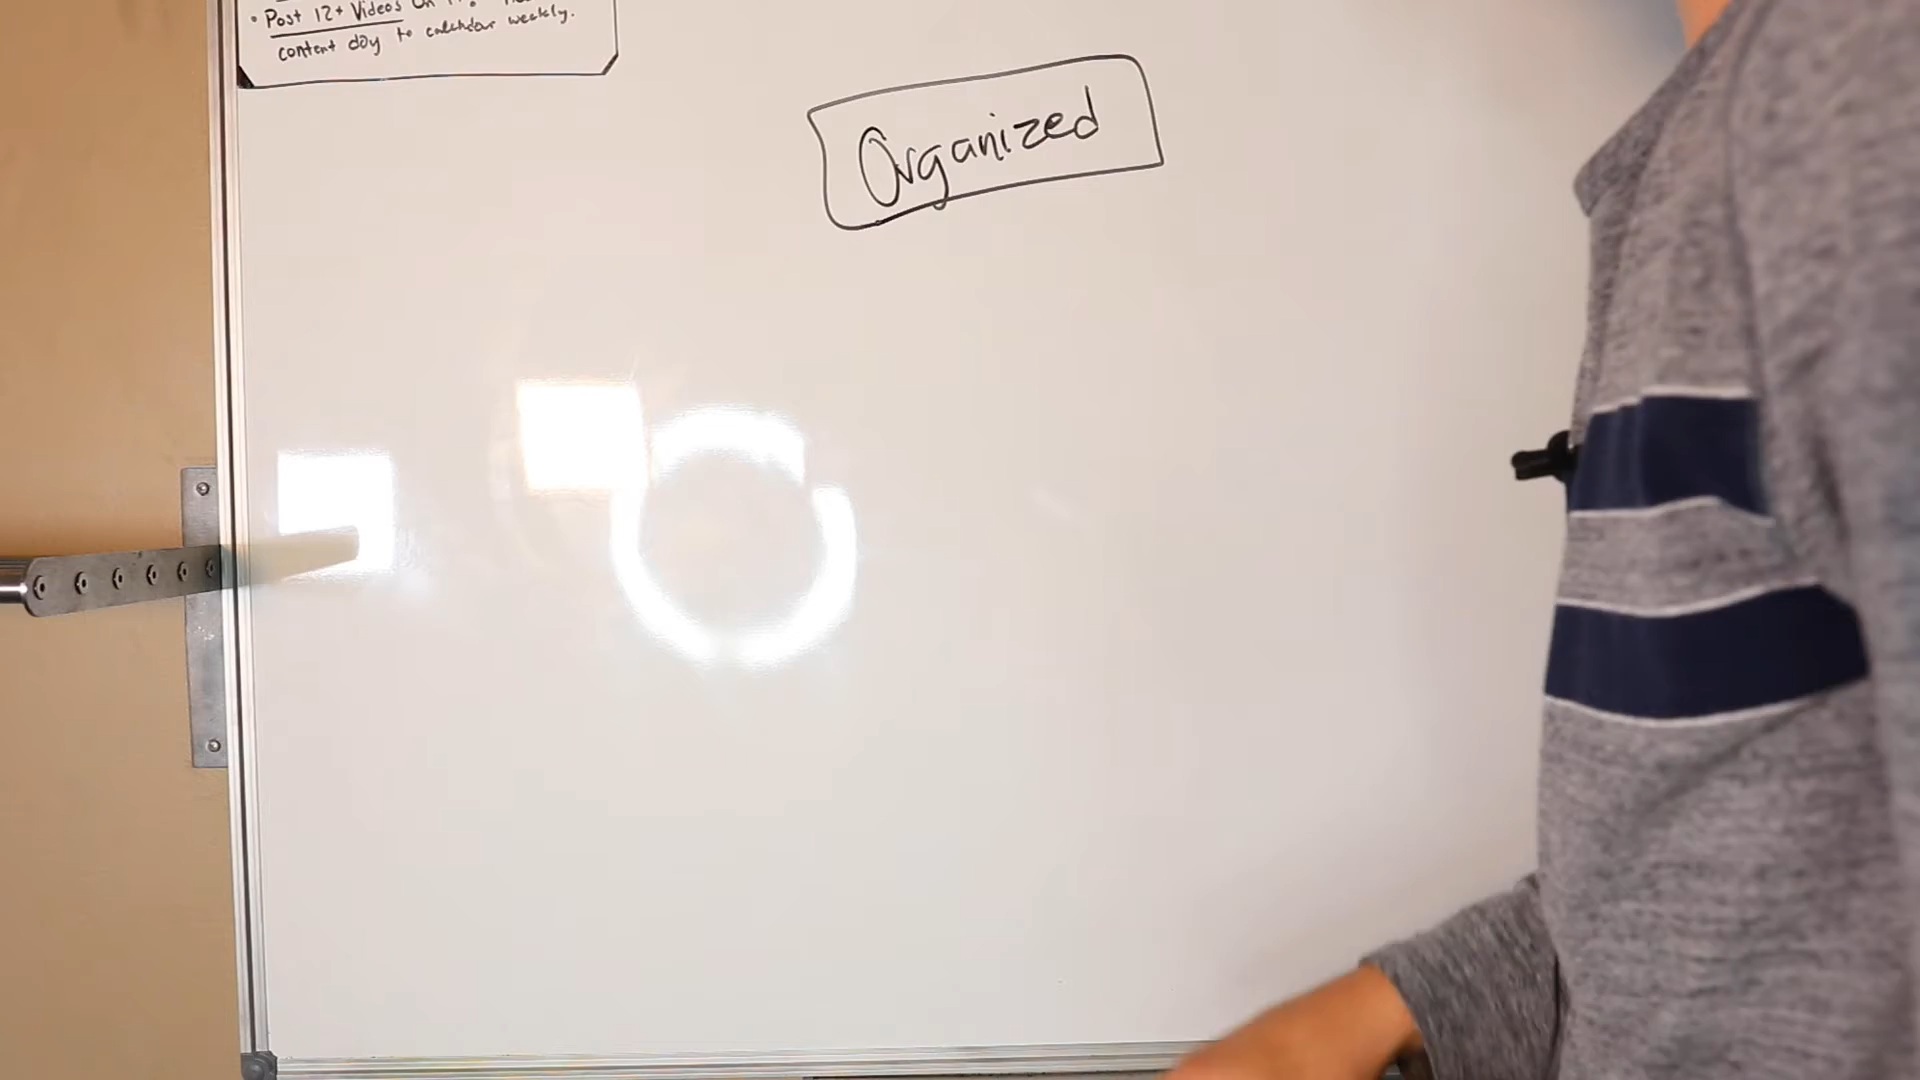 • Post 12+ Videos on
content day to calendar weekly.
Organized